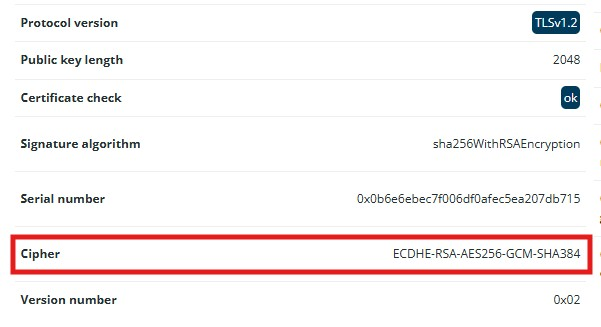 Protocol version TLSv1.2
Public key length 2048
Certificate check ok
Signature algorithm sha256WithRSAEncryption
Serial number 0x0b6e6ebec7f006df0afec5ea207db715
Cipher ECDHE-RSA-AES256-GCM-SHA384
Version number 0x02